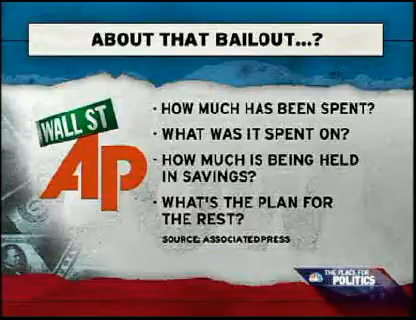 ABOUT THAT BAILOUT...?
WALL ST
AP
· HOW MUCH HAS BEEN SPENT?
· WHAT WAS IT SPENT ON?
· HOW MUCH IS BEING HELD
IN SAVINGS?
· WHAT'S THE PLAN FOR
THE REST?
SOURCE: ASSOCIATED PRESS
THE PLACE FOR
POLITICS